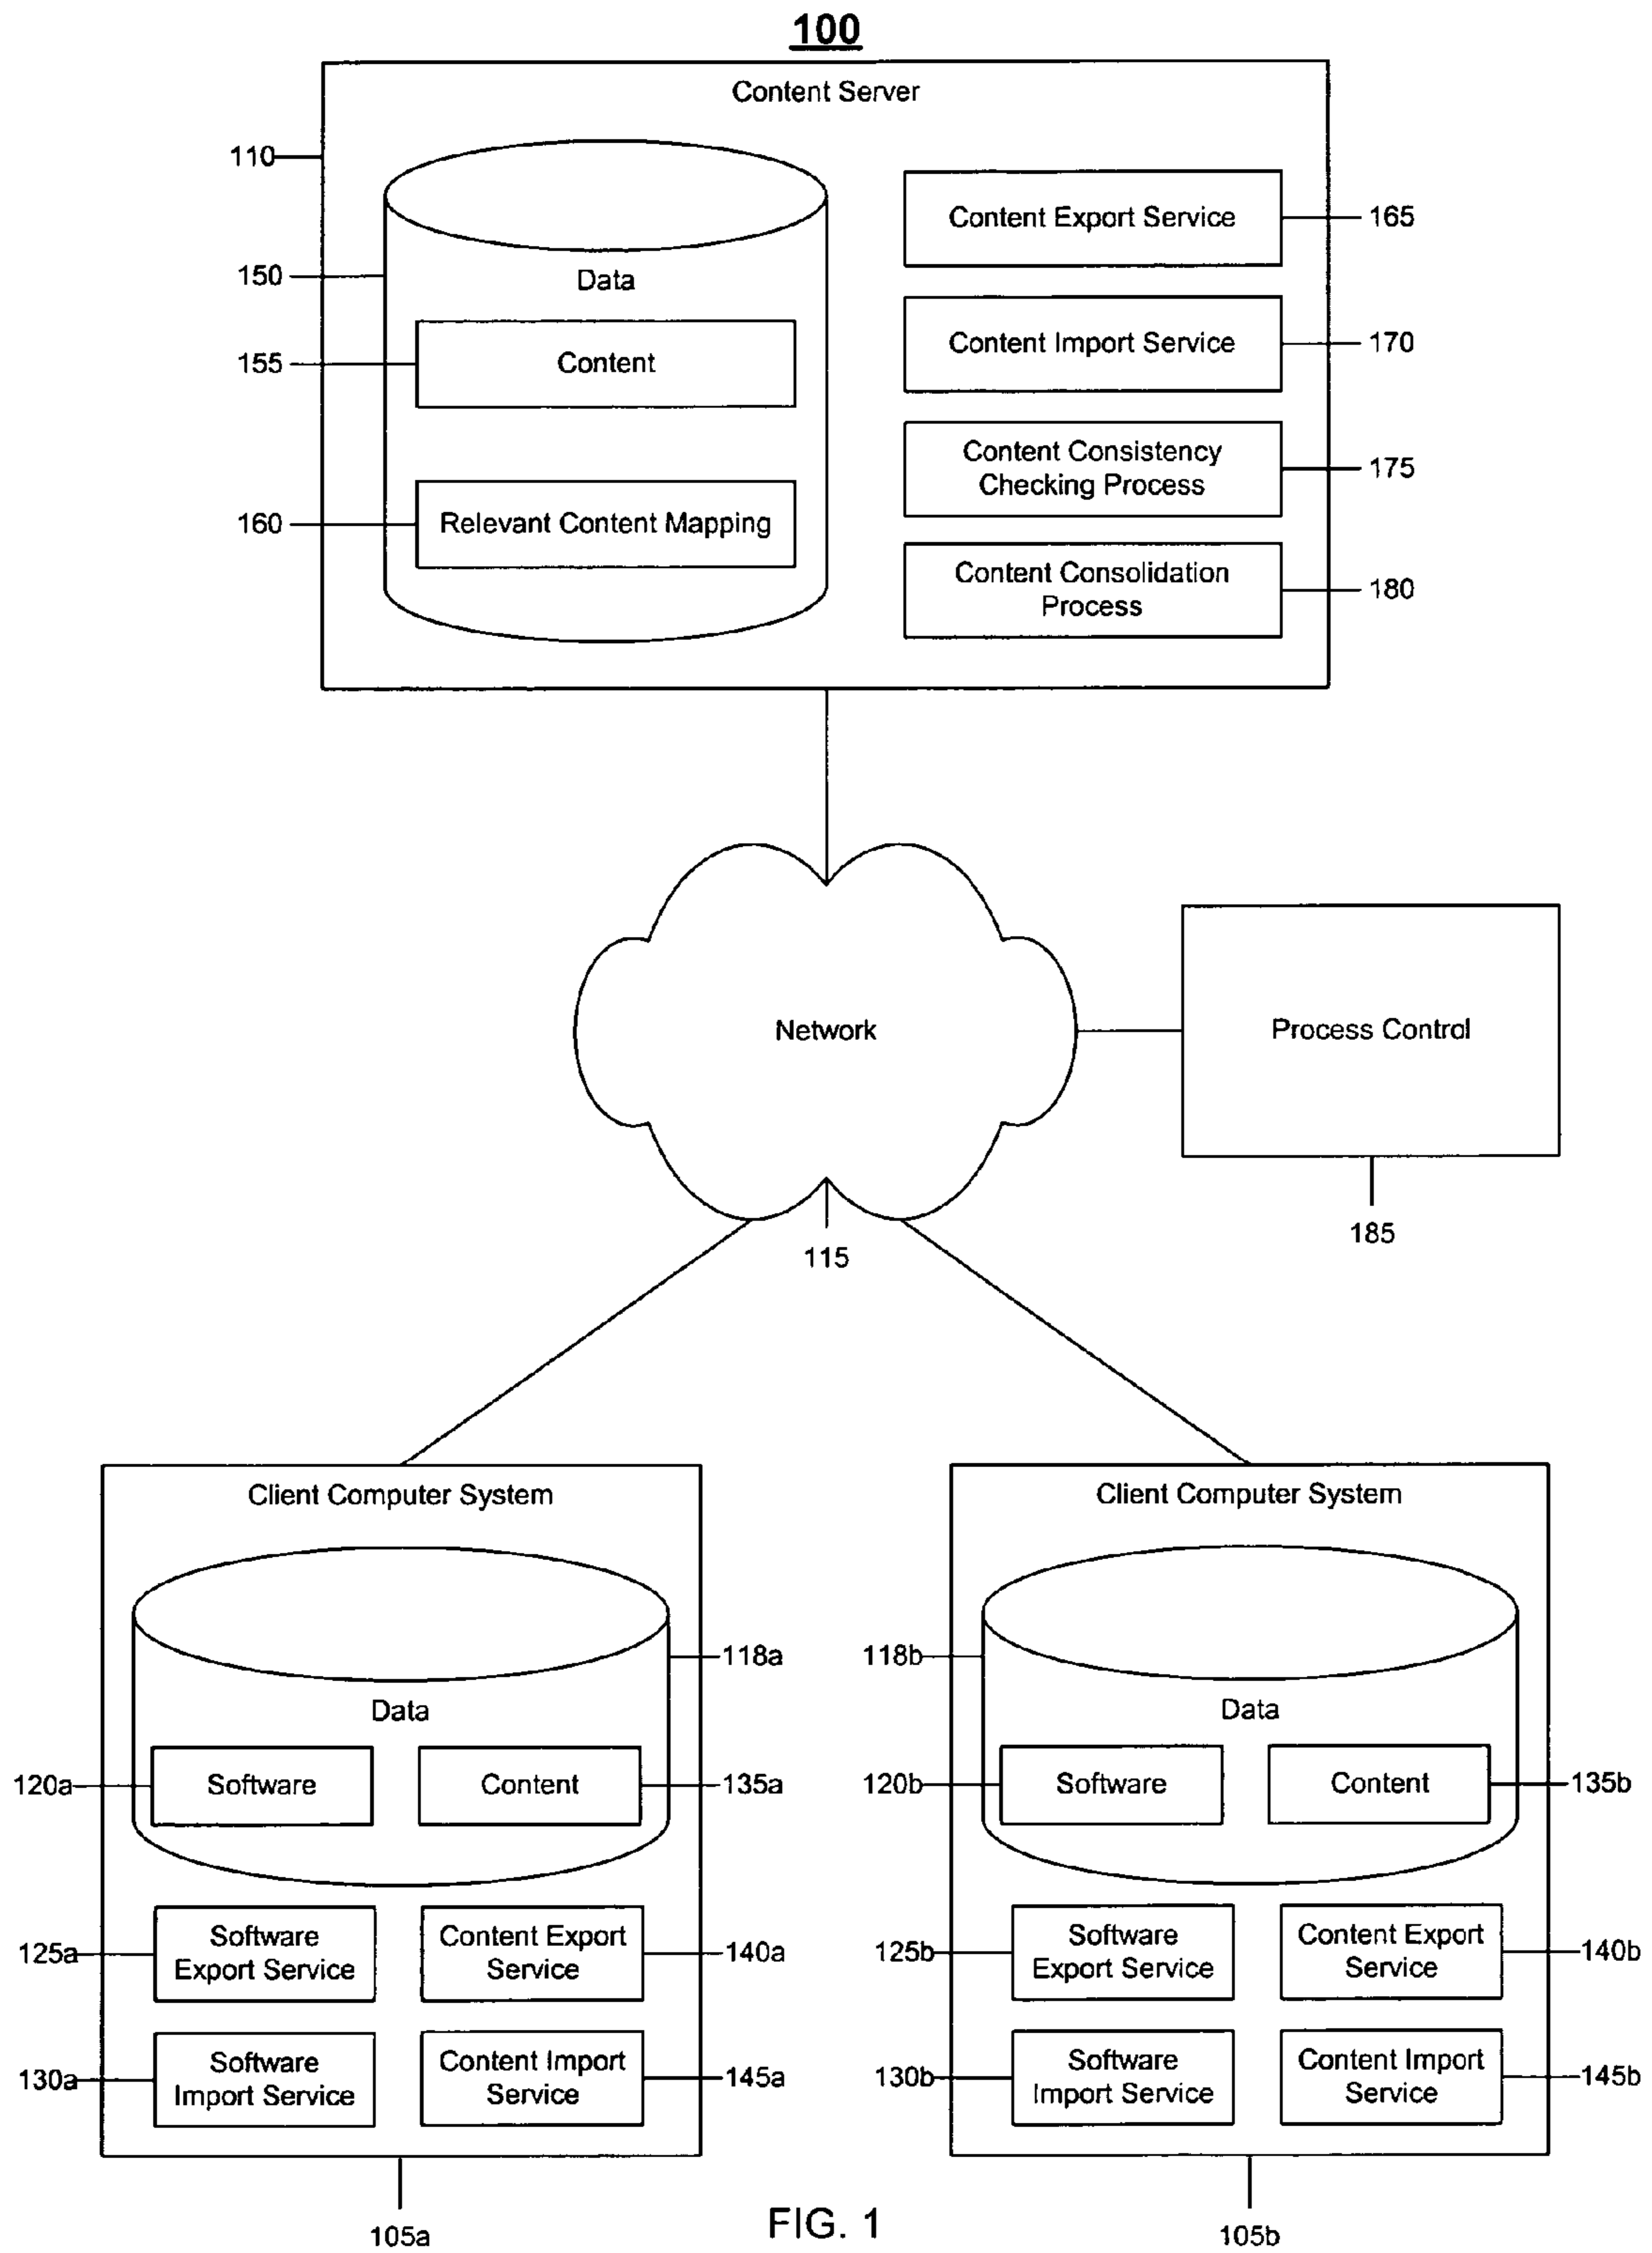 100
Content Server
110
Content Export Service
165
150
Data
Content Import Service
170
155
Content
Content Consistency
Checking Process
175
160
Relevant Content Mapping
Content Consolidation
Process
180
Network
Process Control
115
185
Client Computer System
Client Computer System
118a
118b
Data
Data
120a
Software
Content
135a
120b
Software
Content
135b
125a
Software
Export Service
Content Export
Service
140a
125b
Software
Export Service
Content Export
Service
140b
130a
Software
Import Service
Content Import
Service
145a
130b
Software
Import Service
Content Import
Service
145b
105a
FIG. 1
105b